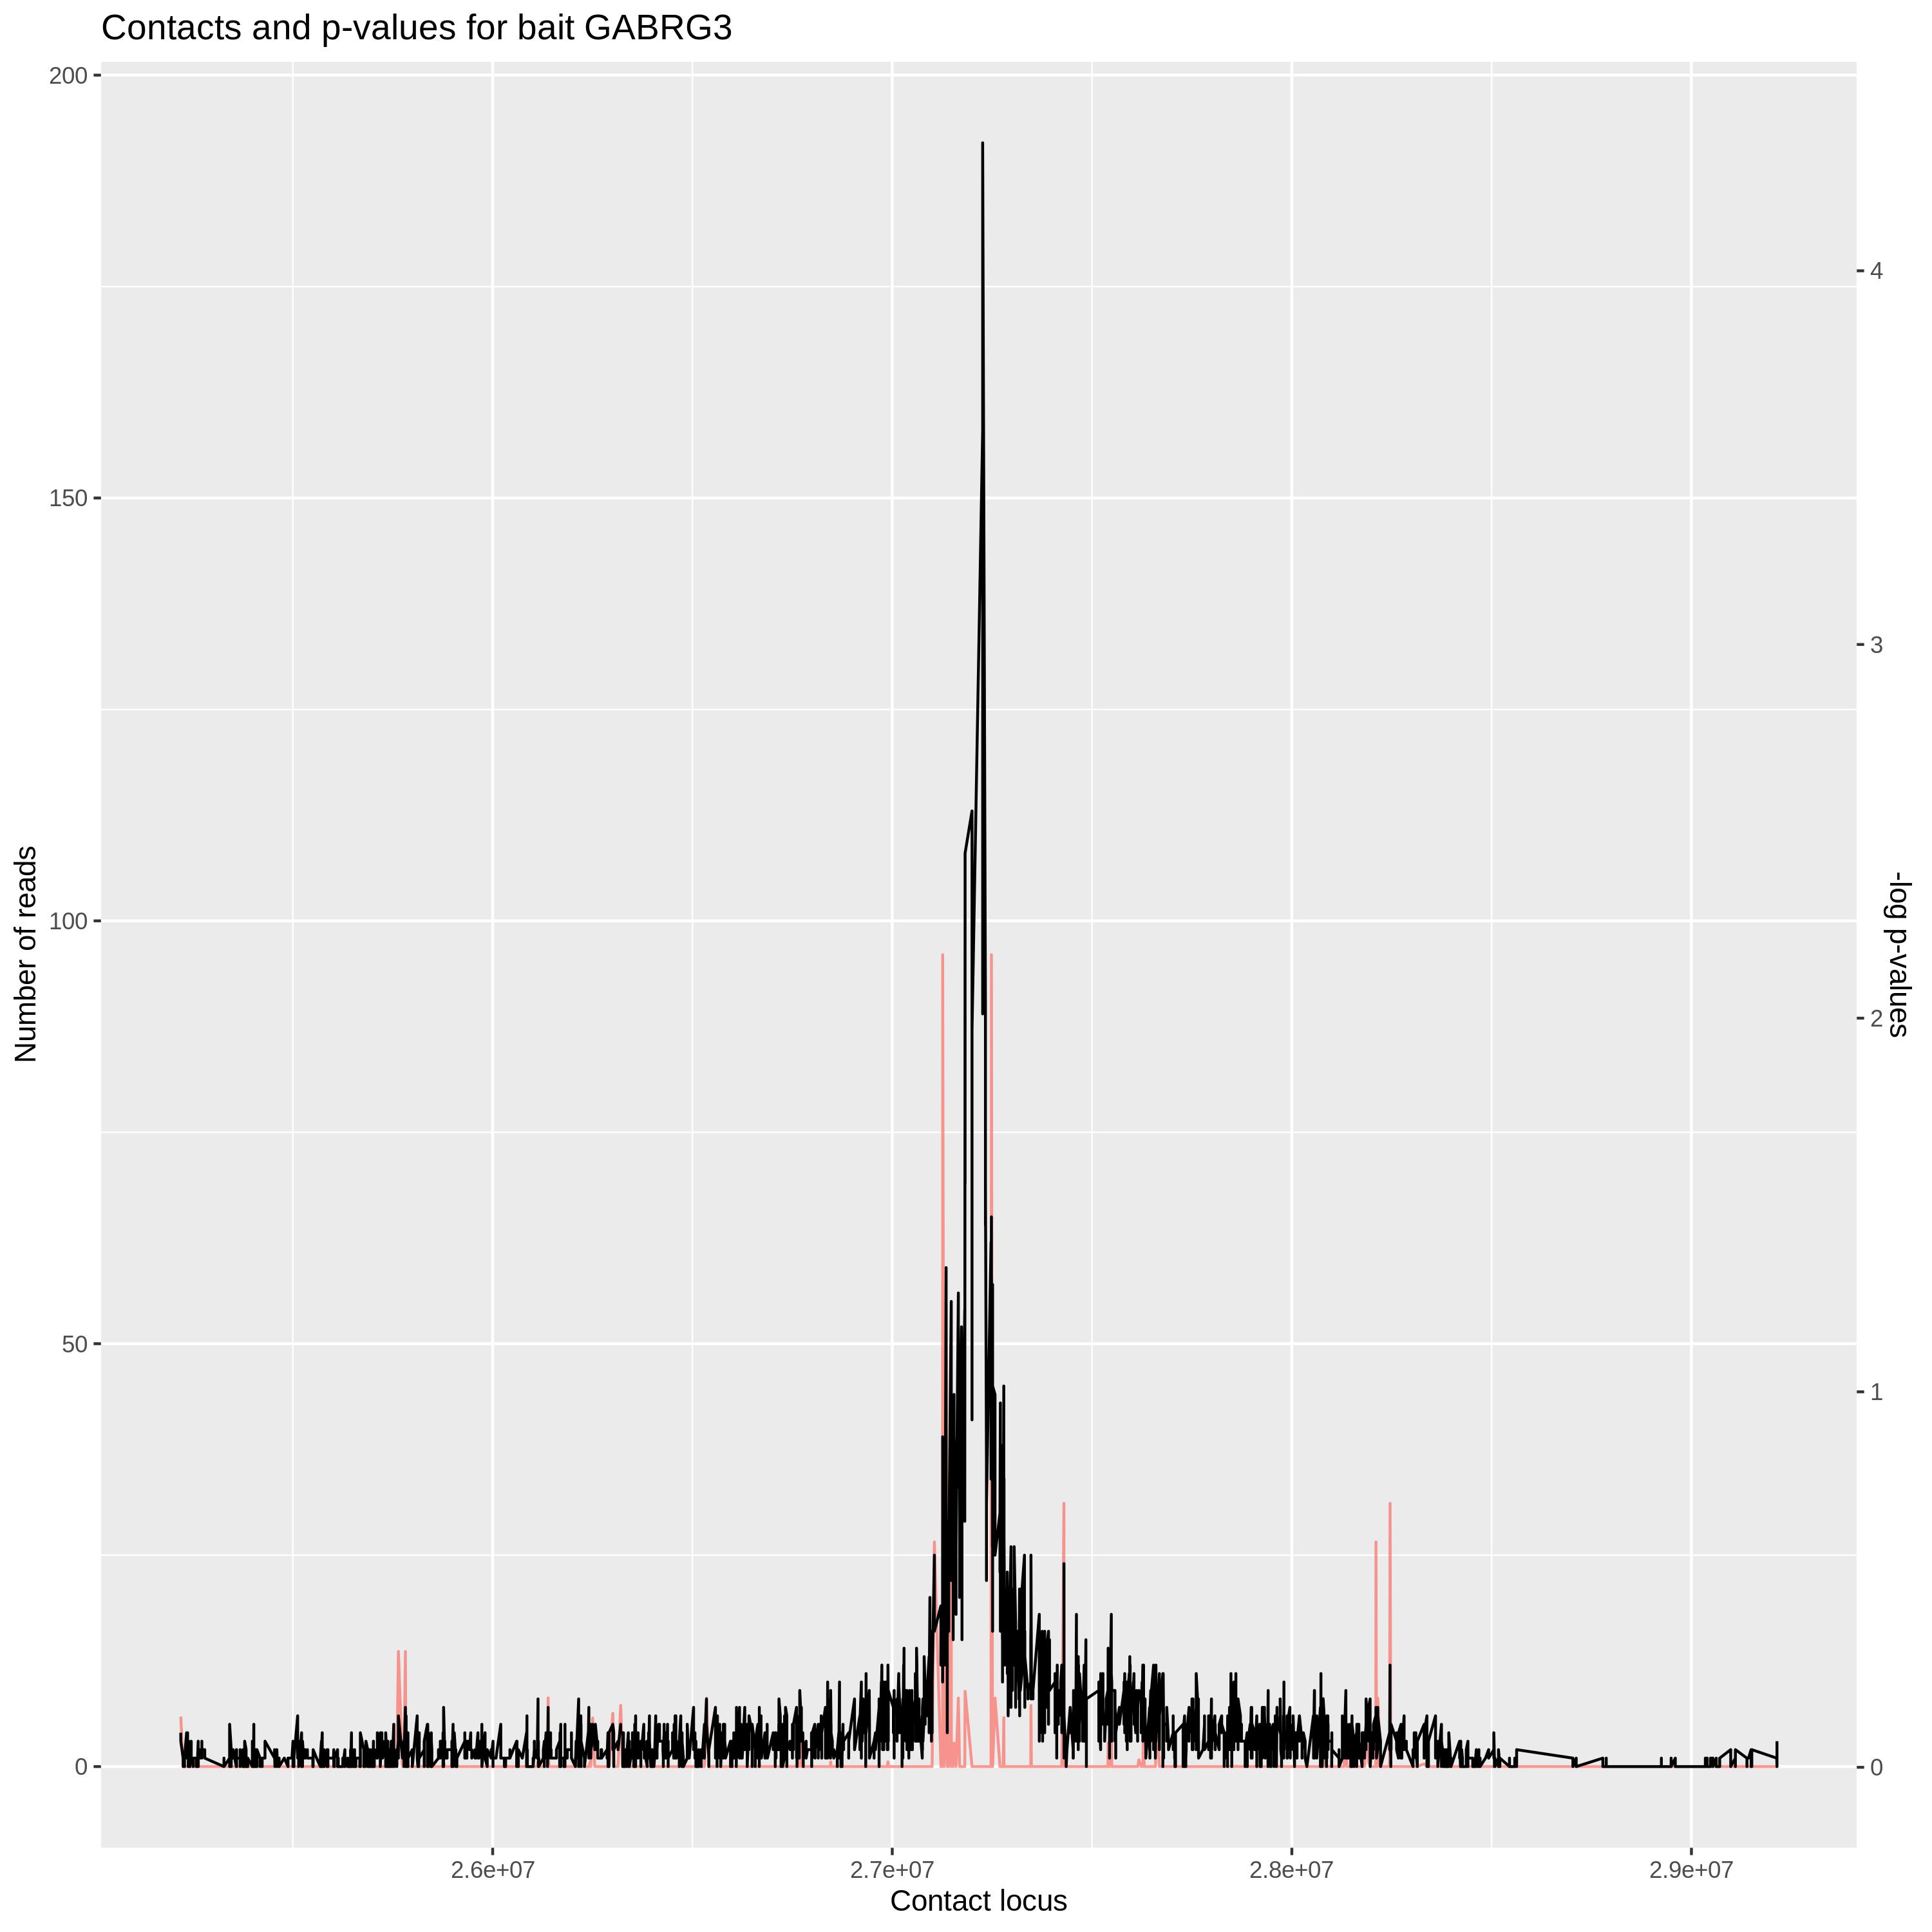 Contacts and p-values for bait GABRG3
200
150
100
50
0
Number of reads
4
3
2
1
0
-log p-values
2.6e+07
2.7e+07
2.8e+07
2.9e+07
Contact locus